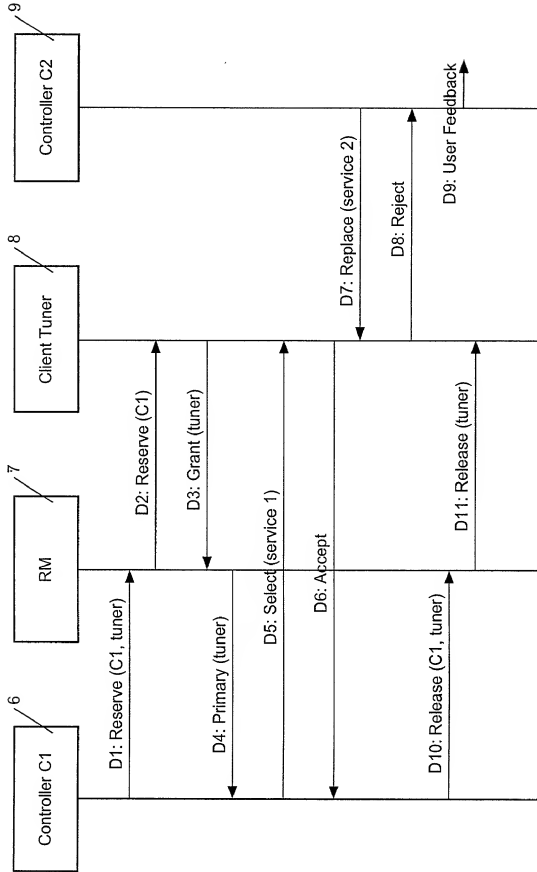 6
7
8
9
Controller C1
RM
Client Tuner
Controller C2
D1: Reserve (C1, tuner)
D2: Reserve (C1)
D3: Grant (tuner)
D4: Primary (tuner)
D5: Select (service 1)
D6: Accept
D7: Replace (service 2)
D8: Reject
D9: User Feedback
D10: Release (C1, tuner)
D11: Release (tuner)